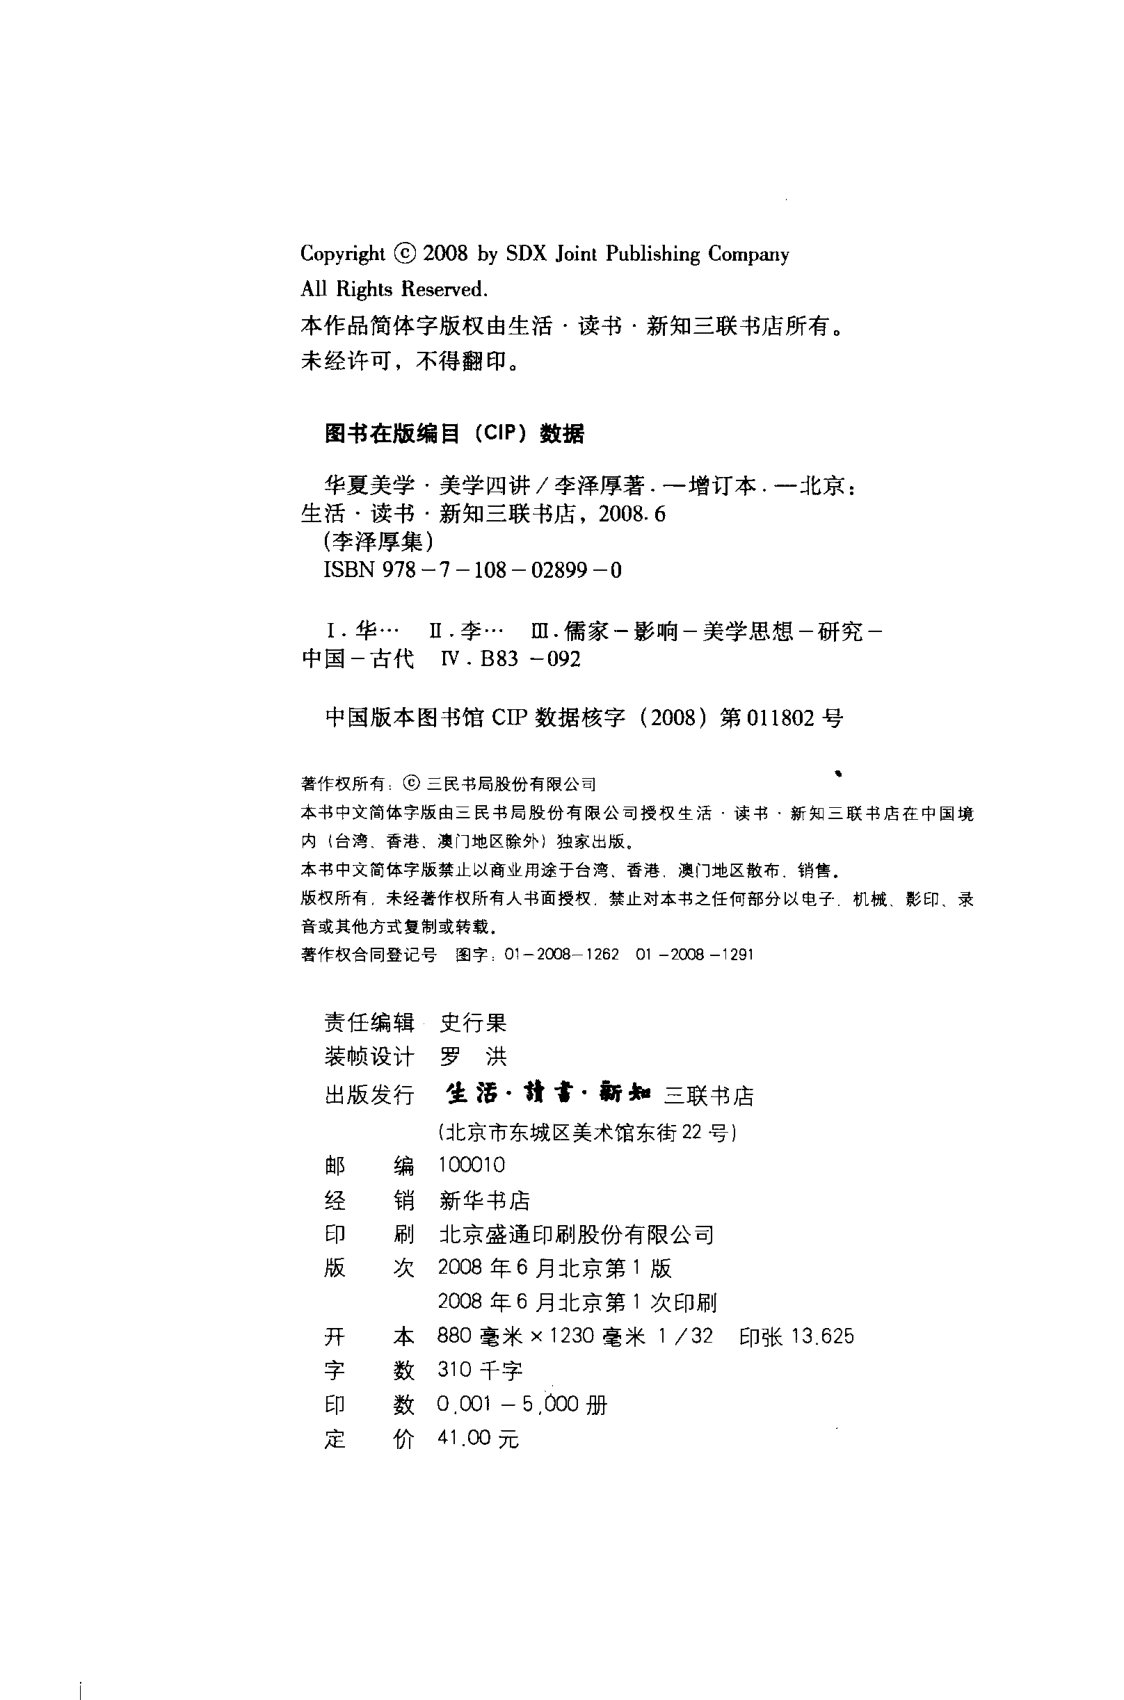 Copyright ⓒ 2008 by SDX Joint Publishing Company
All Rights Reserved.
本作品简体字版权由生活·读书·新知三联书店所有。
未经许可，不得翻印。
图书在版编目（CIP）数据
华夏美学·美学四讲/李泽厚著.—增订本.—北京：
生活·读书·新知三联书店，2008.6
(李泽厚集)
ISBN 978-7-108-02899-0
Ⅰ.华… Ⅱ.李… Ⅲ.儒家-影响-美学思想-研究-
中国-古代 Ⅳ.B83-092
中国版本图书馆CIP数据核字（2008）第011802号
著作权所有：ⓒ三民书局股份有限公司
本书中文简体字版由三民书局股份有限公司授权生活·读书·新知三联书店在中国境
内（台湾、香港、澳门地区除外）独家出版。
本书中文简体字版禁止以商业用途于台湾、香港、澳门地区散布、销售。
版权所有，未经著作权所有人书面授权，禁止对本书之任何部分以电子、机械、影印、录
音或其他方式复制或转载。
著作权合同登记号 图字：01-2008-1262 01-2008-1291
责任编辑 史行果
装帧设计 罗 洪
出版发行 生活·讀書·新知 三联书店
(北京市东城区美术馆东街22号)
邮 编 100010
经 销 新华书店
印 刷 北京盛通印刷股份有限公司
版 次 2008年6月北京第1版
2008年6月北京第1次印刷
开 本 880毫米×1230毫米 1/32 印张13.625
字 数 310千字
印 数 0,001-5,000册
定 价 41.00元